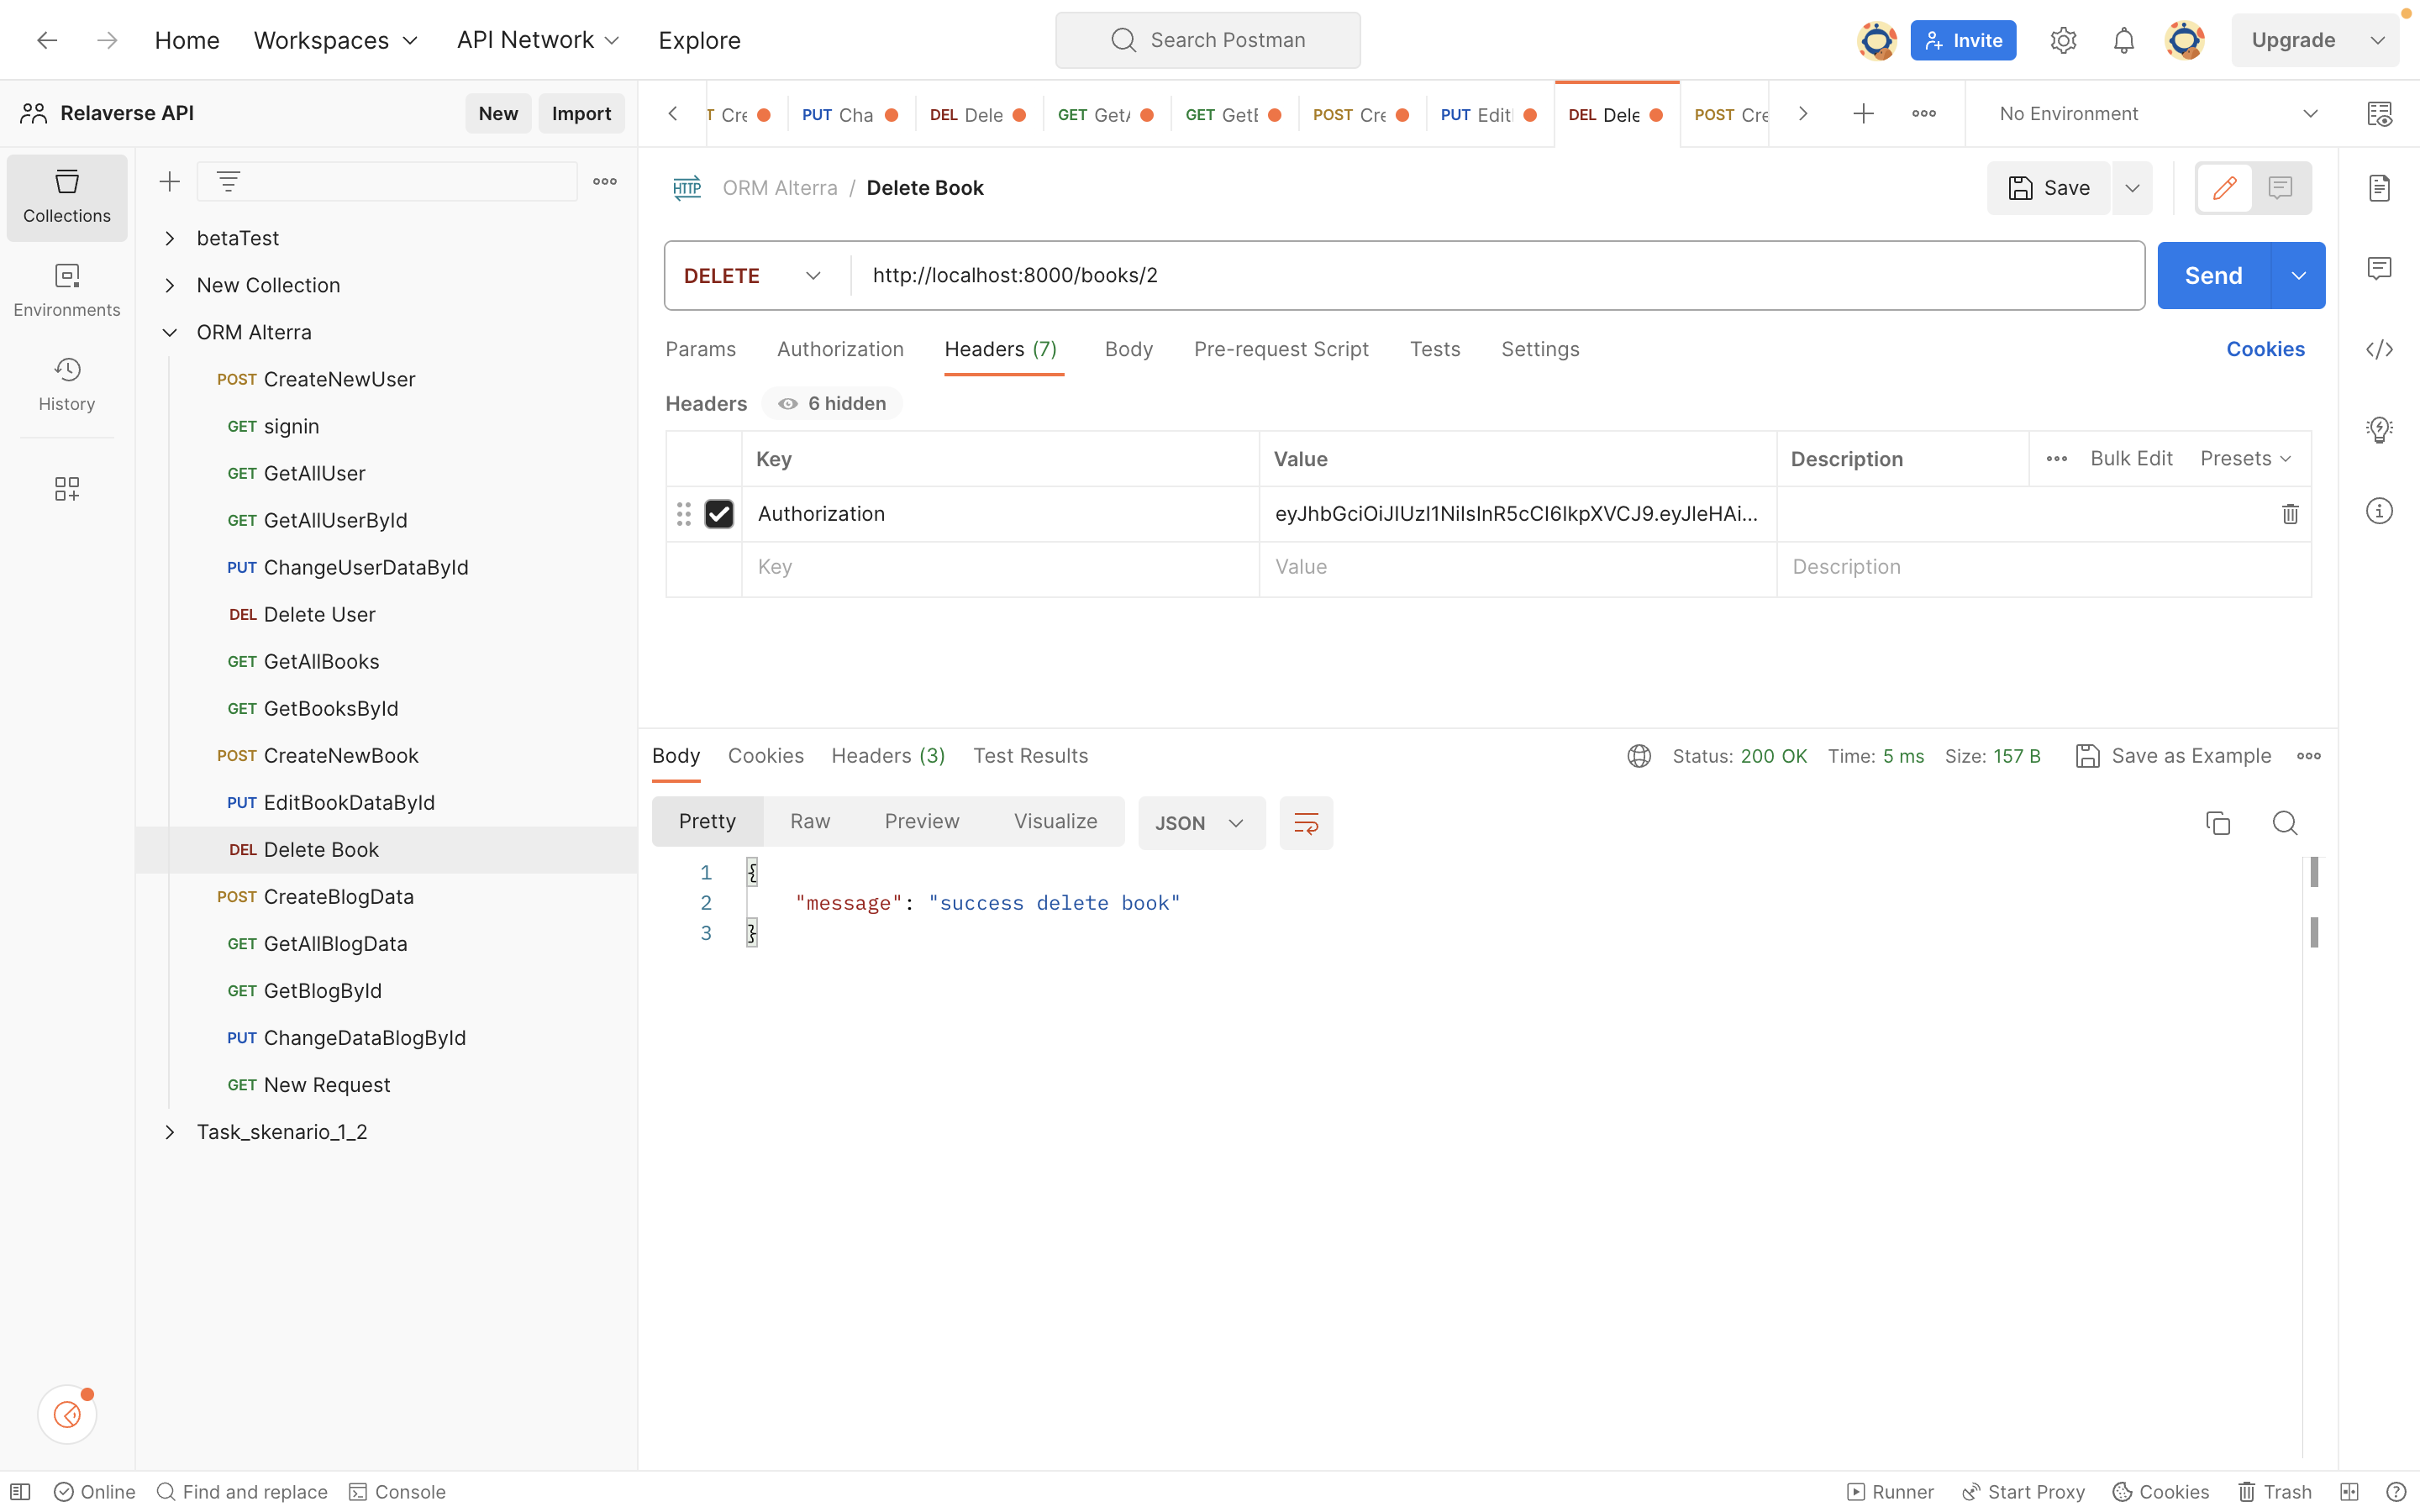 Home Workspaces API Network Explore Search Postman Invite Upgrade
Relaverse API New Import
Cre PUT Cha DEL Dele GET Get GET Get POST Cre PUT Edit DEL Dele POST Cre No Environment
Collections
Environments
History
betaTest
New Collection
ORM Alterra
POST CreateNewUser
GET signin
GET GetAllUser
GET GetAllUserById
PUT ChangeUserDataById
DEL Delete User
GET GetAllBooks
GET GetBooksById
POST CreateNewBook
PUT EditBookDataById
DEL Delete Book
POST CreateBlogData
GET GetAllBlogData
GET GetBlogById
PUT ChangeDataBlogById
GET New Request
Task_skenario_1_2
HTTP ORM Alterra / Delete Book Save
DELETE http://localhost:8000/books/2 Send
Params Authorization Headers (7) Body Pre-request Script Tests Settings Cookies
Headers 6 hidden
Key Value Description Bulk Edit Presets
Authorization eyJhbGciOiJIUzI1NiIsInR5cCI6IkpXVCJ9.eyJleHAi...
Key Value Description
Body Cookies Headers (3) Test Results Status: 200 OK Time: 5 ms Size: 157 B Save as Example
Pretty Raw Preview Visualize JSON
1 {
2 "message": "success delete book"
3 }
Online Find and replace Console Runner Start Proxy Cookies Trash